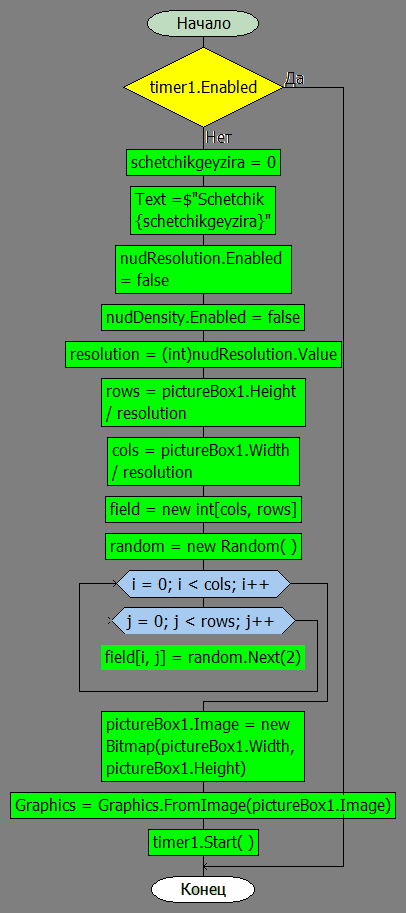 Начало
timer1.Enabled
Да
Нет
schetchikgeyzira = 0
Text =$"Schetchik
{schetchikgeyzira}"
nudResolution.Enabled
= false
nudDensity.Enabled = false
resolution = (int)nudResolution.Value
rows = pictureBox1.Height
/ resolution
cols = pictureBox1.Width
/ resolution
field = new int[cols, rows]
random = new Random( )
i = 0; i < cols; i++
j = 0; j < rows; j++
field[i, j] = random.Next(2)
pictureBox1.Image = new
Bitmap(pictureBox1.Width,
pictureBox1.Height)
Graphics = Graphics.FromImage(pictureBox1.Image)
timer1.Start( )
Конец